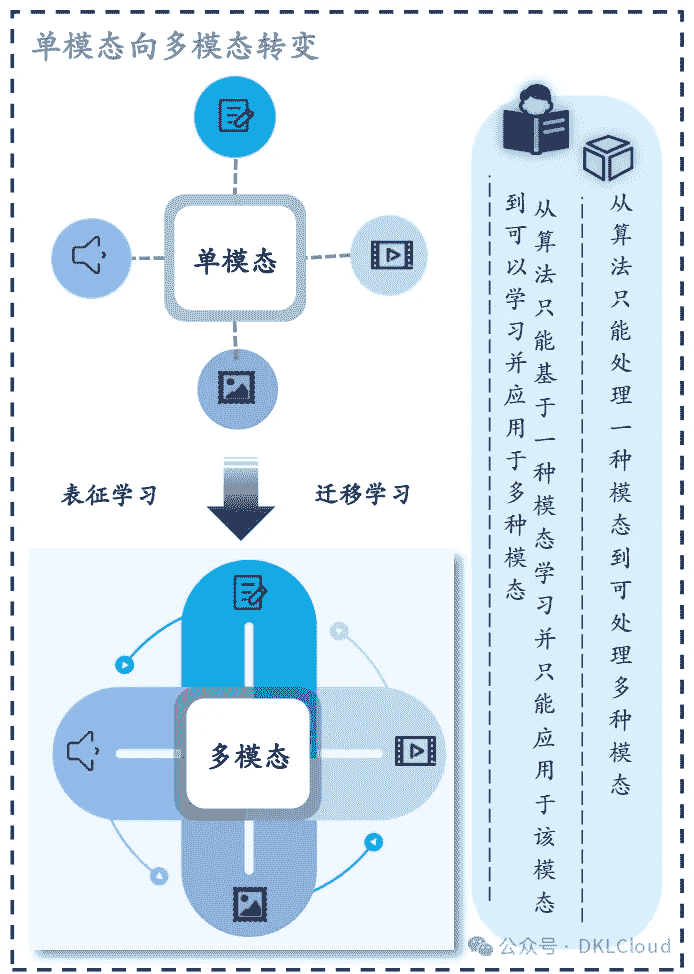 单模态向多模态转变
单模态
表征学习
迁移学习
多模态
从算法只能处理一种模态到可处理多种模态
从算法只能基于一种模态学习并只能应用于该模态
到可以学习并应用于多种模态
公众号·DKLCloud